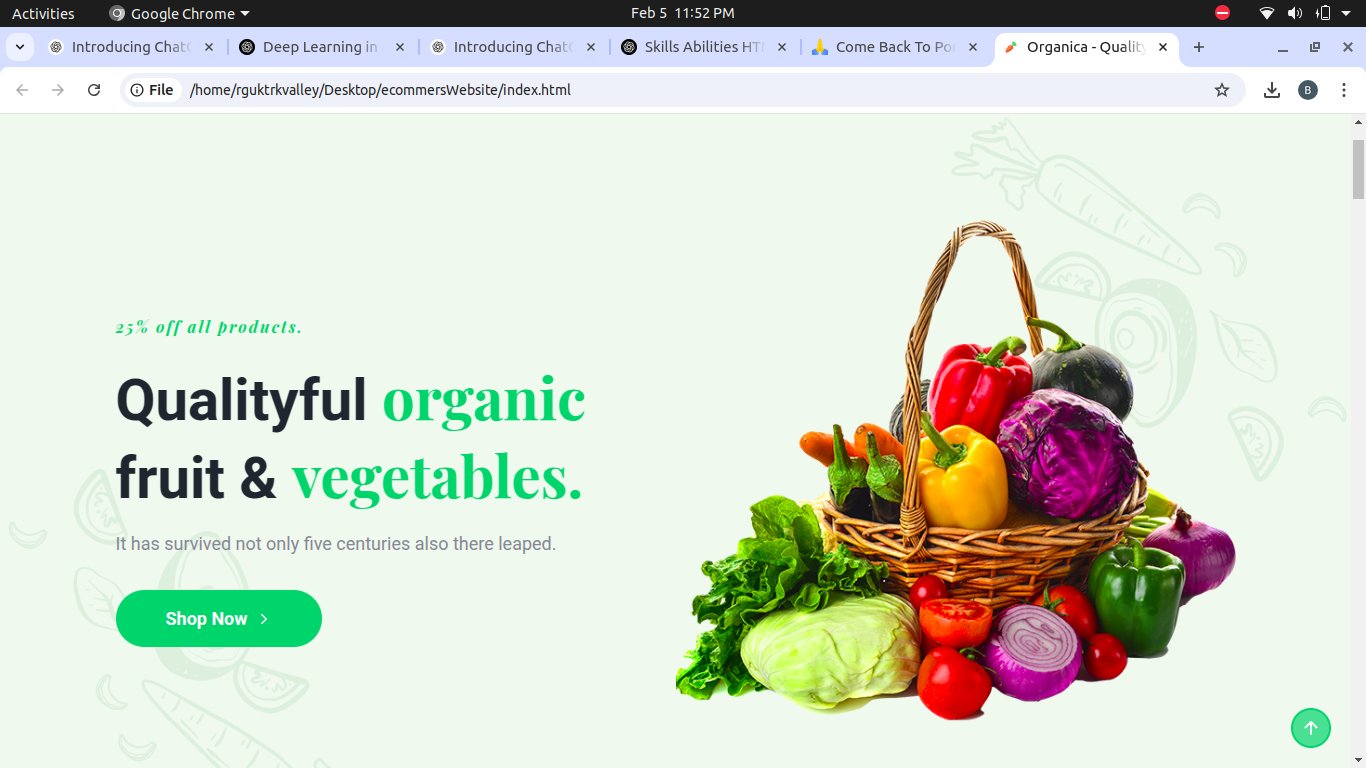 Activities
Google Chrome
Feb 5 11:52 PM
Introducing Chat
Deep Learning in
Introducing Chat
Skills Abilities HT
Come Back To Po
Organica - Quality
File
/home/rguktrkvalley/Desktop/ecommersWebsite/index.html
B
25% off all products.
Qualityful organic
fruit & vegetables.
It has survived not only five centuries also there leaped.
Shop Now